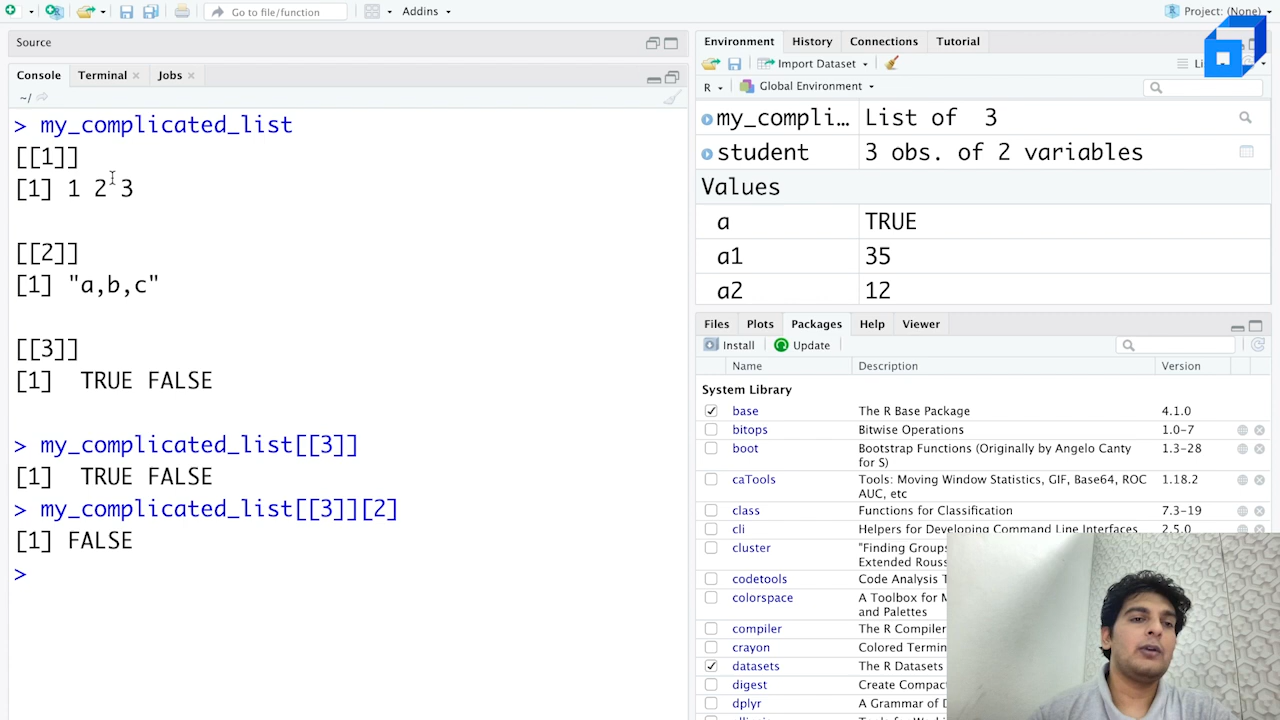 Go to file/function
Addins
Project: (None)
Source
Console Terminal Jobs
~/
> my_complicated_list
[[1]]
[1] 1 2 3
[[2]]
[1] "a,b,c"
[[3]]
[1]  TRUE FALSE
> my_complicated_list[[3]]
[1]  TRUE FALSE
> my_complicated_list[[3]][2]
[1] FALSE
>
Environment History Connections Tutorial
Import Dataset
R Global Environment
my_compli… List of  3
student 3 obs. of 2 variables
Values
a TRUE
a1 35
a2 12
Files Plots Packages Help Viewer
Install Update
Name Description Version
System Library
base The R Base Package 4.1.0
bitops Bitwise Operations 1.0-7
boot Bootstrap Functions (Originally by Angelo Canty 1.3-28
for S)
caTools Tools: Moving Window Statistics, GIF, Base64, ROC 1.18.2
AUC, etc
class Functions for Classification 7.3-19
cli Helpers for Developing Command Line Interfaces 2.5.0
cluster "Finding Groups
Extended Rous
codetools Code Analysis T
colorspace A Toolbox for M
and Palettes
compiler The R Compiler
crayon Colored Termin
datasets The R Datasets
digest Create Compac
dplyr A Grammar of D